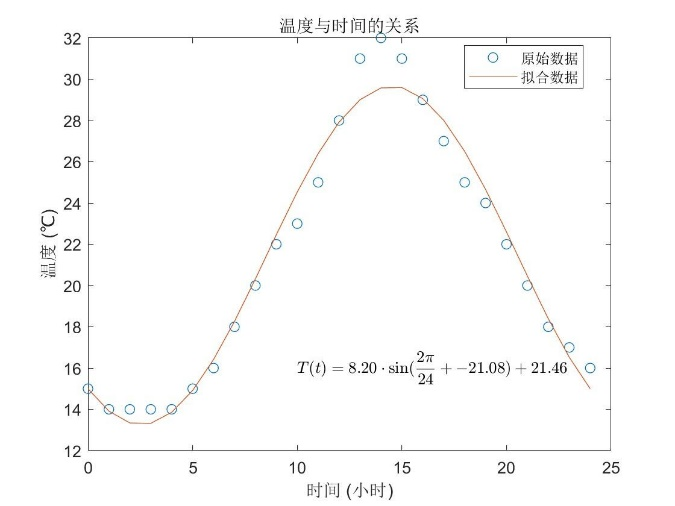 温度与时间的关系
原始数据
拟合数据
32
30
28
26
24
22
20
18
16
14
12
温度 (℃)
T(t) = 8.20 · sin(2π/24 + −21.08) + 21.46
0 5 10 15 20 25
时间 (小时)